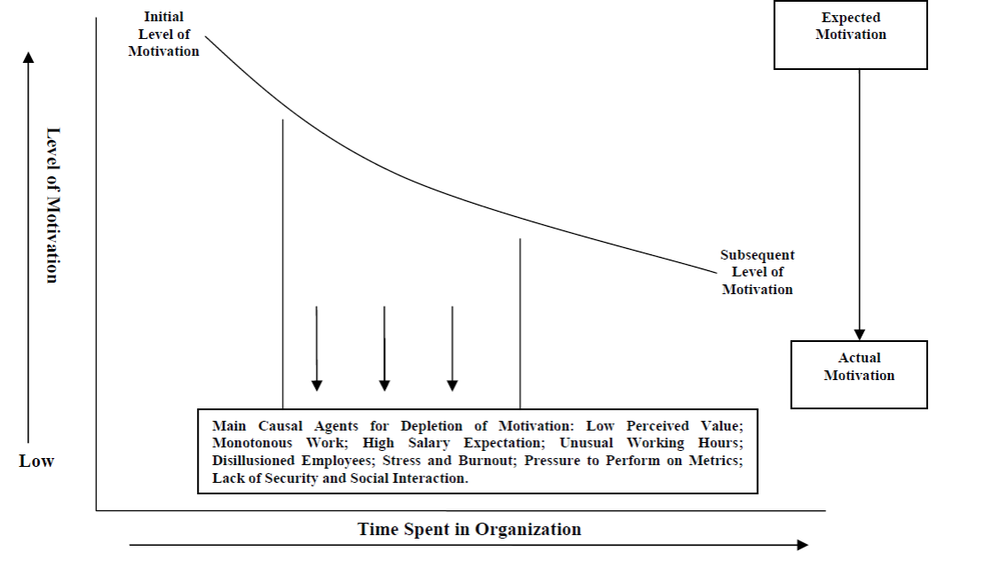 Initial
Level of
Motivation
Expected
Motivation
Level of Motivation
Subsequent
Level of
Motivation
Actual
Motivation
Main Causal Agents for Depletion of Motivation: Low Perceived Value;
Monotonous Work; High Salary Expectation; Unusual Working Hours;
Disillusioned Employees; Stress and Burnout; Pressure to Perform on Metrics;
Lack of Security and Social Interaction.
Low
Time Spent in Organization